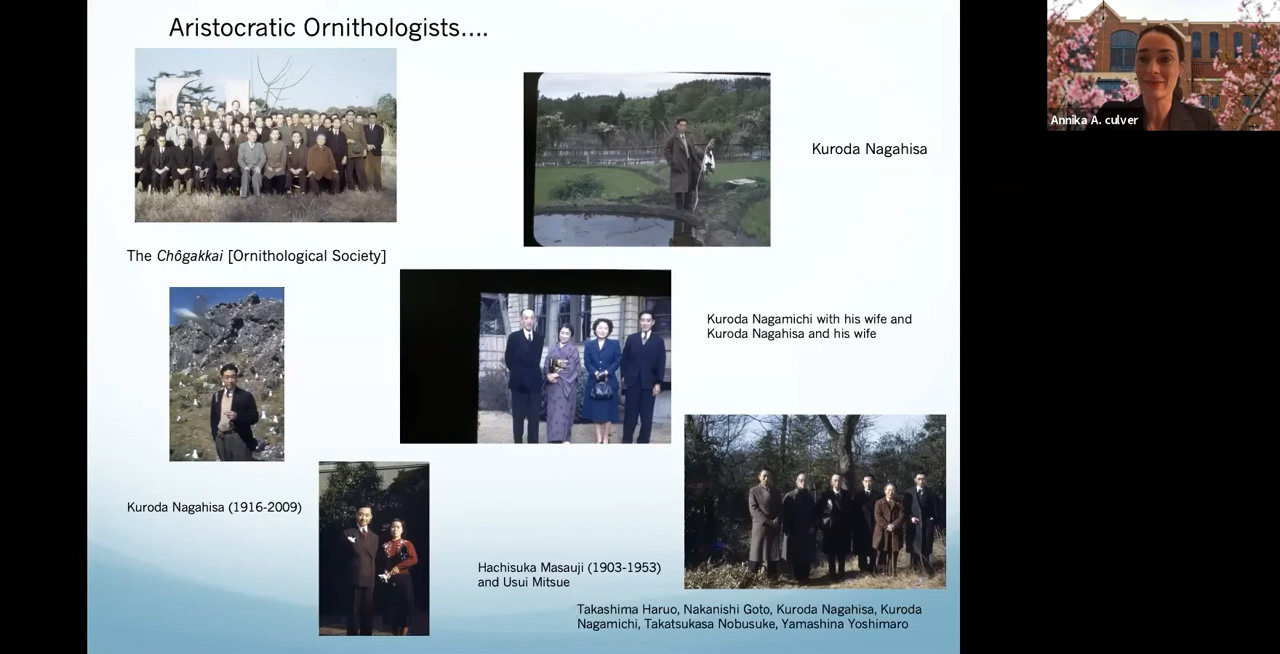 Aristocratic Ornithologists....
Annika A. culver
Kuroda Nagahisa
The Chôgakkai [Ornithological Society]
Kuroda Nagamichi with his wife and
Kuroda Nagahisa and his wife
Kuroda Nagahisa (1916-2009)
Hachisuka Masauji (1903-1953)
and Usui Mitsue
Takashima Haruo, Nakanishi Goto, Kuroda Nagahisa, Kuroda
Nagamichi, Takatsukasa Nobusuke, Yamashina Yoshimaro